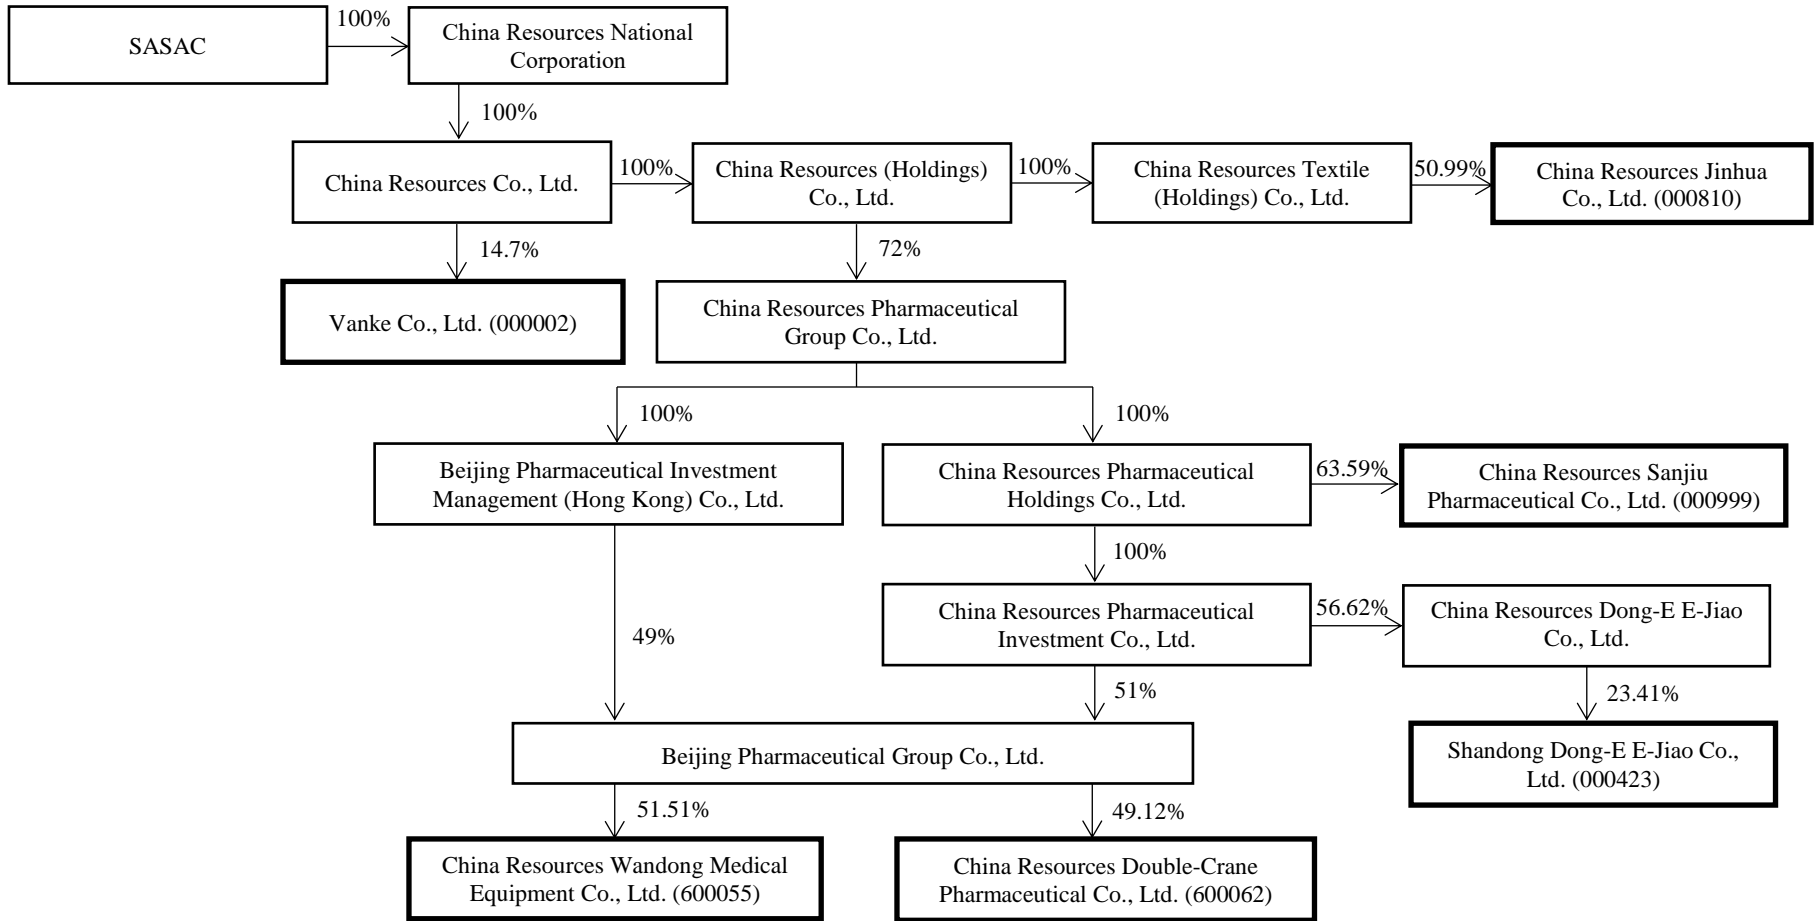 100%
SASAC
China Resources National
Corporation
100%
China Resources Co., Ltd.
100%
China Resources (Holdings)
Co., Ltd.
100%
China Resources Textile
(Holdings) Co., Ltd.
50.99%
China Resources Jinhua
Co., Ltd. (000810)
14.7%
72%
Vanke Co., Ltd. (000002)
China Resources Pharmaceutical
Group Co., Ltd.
100%
100%
Beijing Pharmaceutical Investment
Management (Hong Kong) Co., Ltd.
China Resources Pharmaceutical
Holdings Co., Ltd.
63.59%
China Resources Sanjiu
Pharmaceutical Co., Ltd. (000999)
100%
49%
China Resources Pharmaceutical
Investment Co., Ltd.
56.62%
China Resources Dong-E E-Jiao
Co., Ltd.
51%
23.41%
Beijing Pharmaceutical Group Co., Ltd.
Shandong Dong-E E-Jiao Co.,
Ltd. (000423)
51.51%
49.12%
China Resources Wandong Medical
Equipment Co., Ltd. (600055)
China Resources Double-Crane
Pharmaceutical Co., Ltd. (600062)